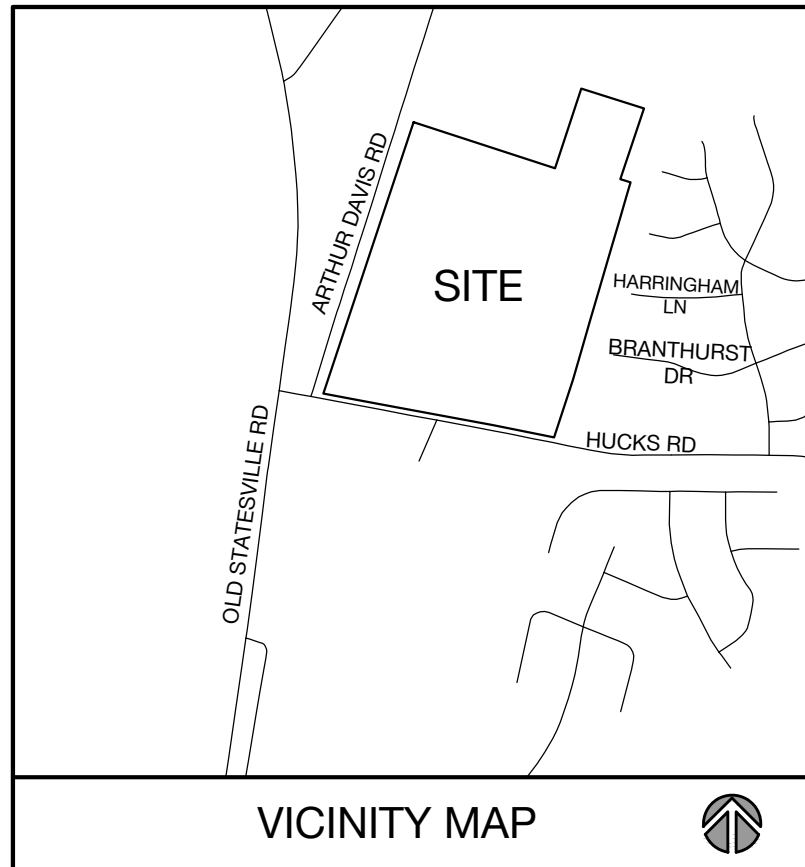 ARTHUR DAVIS RD
SITE
HARRINGHAM
LN
BRANTHURST
DR
HUCKS RD
OLD STATESVILLE RD
VICINITY MAP